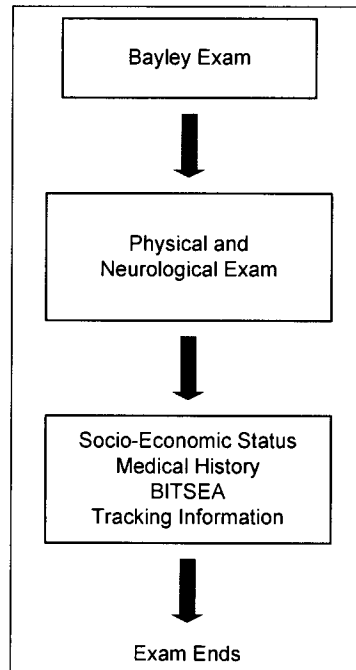 Bayley Exam
Physical and
Neurological Exam
Socio-Economic Status
Medical History
BITSEA
Tracking Information
Exam Ends